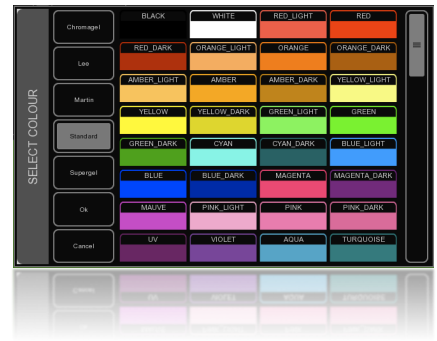 SELECT COLOUR
Chromagel
Lee
Martin
Standard
Supergel
Ok
Cancel
BLACK WHITE RED_LIGHT RED
RED_DARK ORANGE_LIGHT ORANGE ORANGE_DARK
AMBER_LIGHT AMBER AMBER_DARK YELLOW_LIGHT
YELLOW YELLOW_DARK GREEN_LIGHT GREEN
GREEN_DARK CYAN CYAN_DARK BLUE_LIGHT
BLUE BLUE_DARK MAGENTA MAGENTA_DARK
MAUVE PINK_LIGHT PINK PINK_DARK
UV VIOLET AQUA TURQUOISE